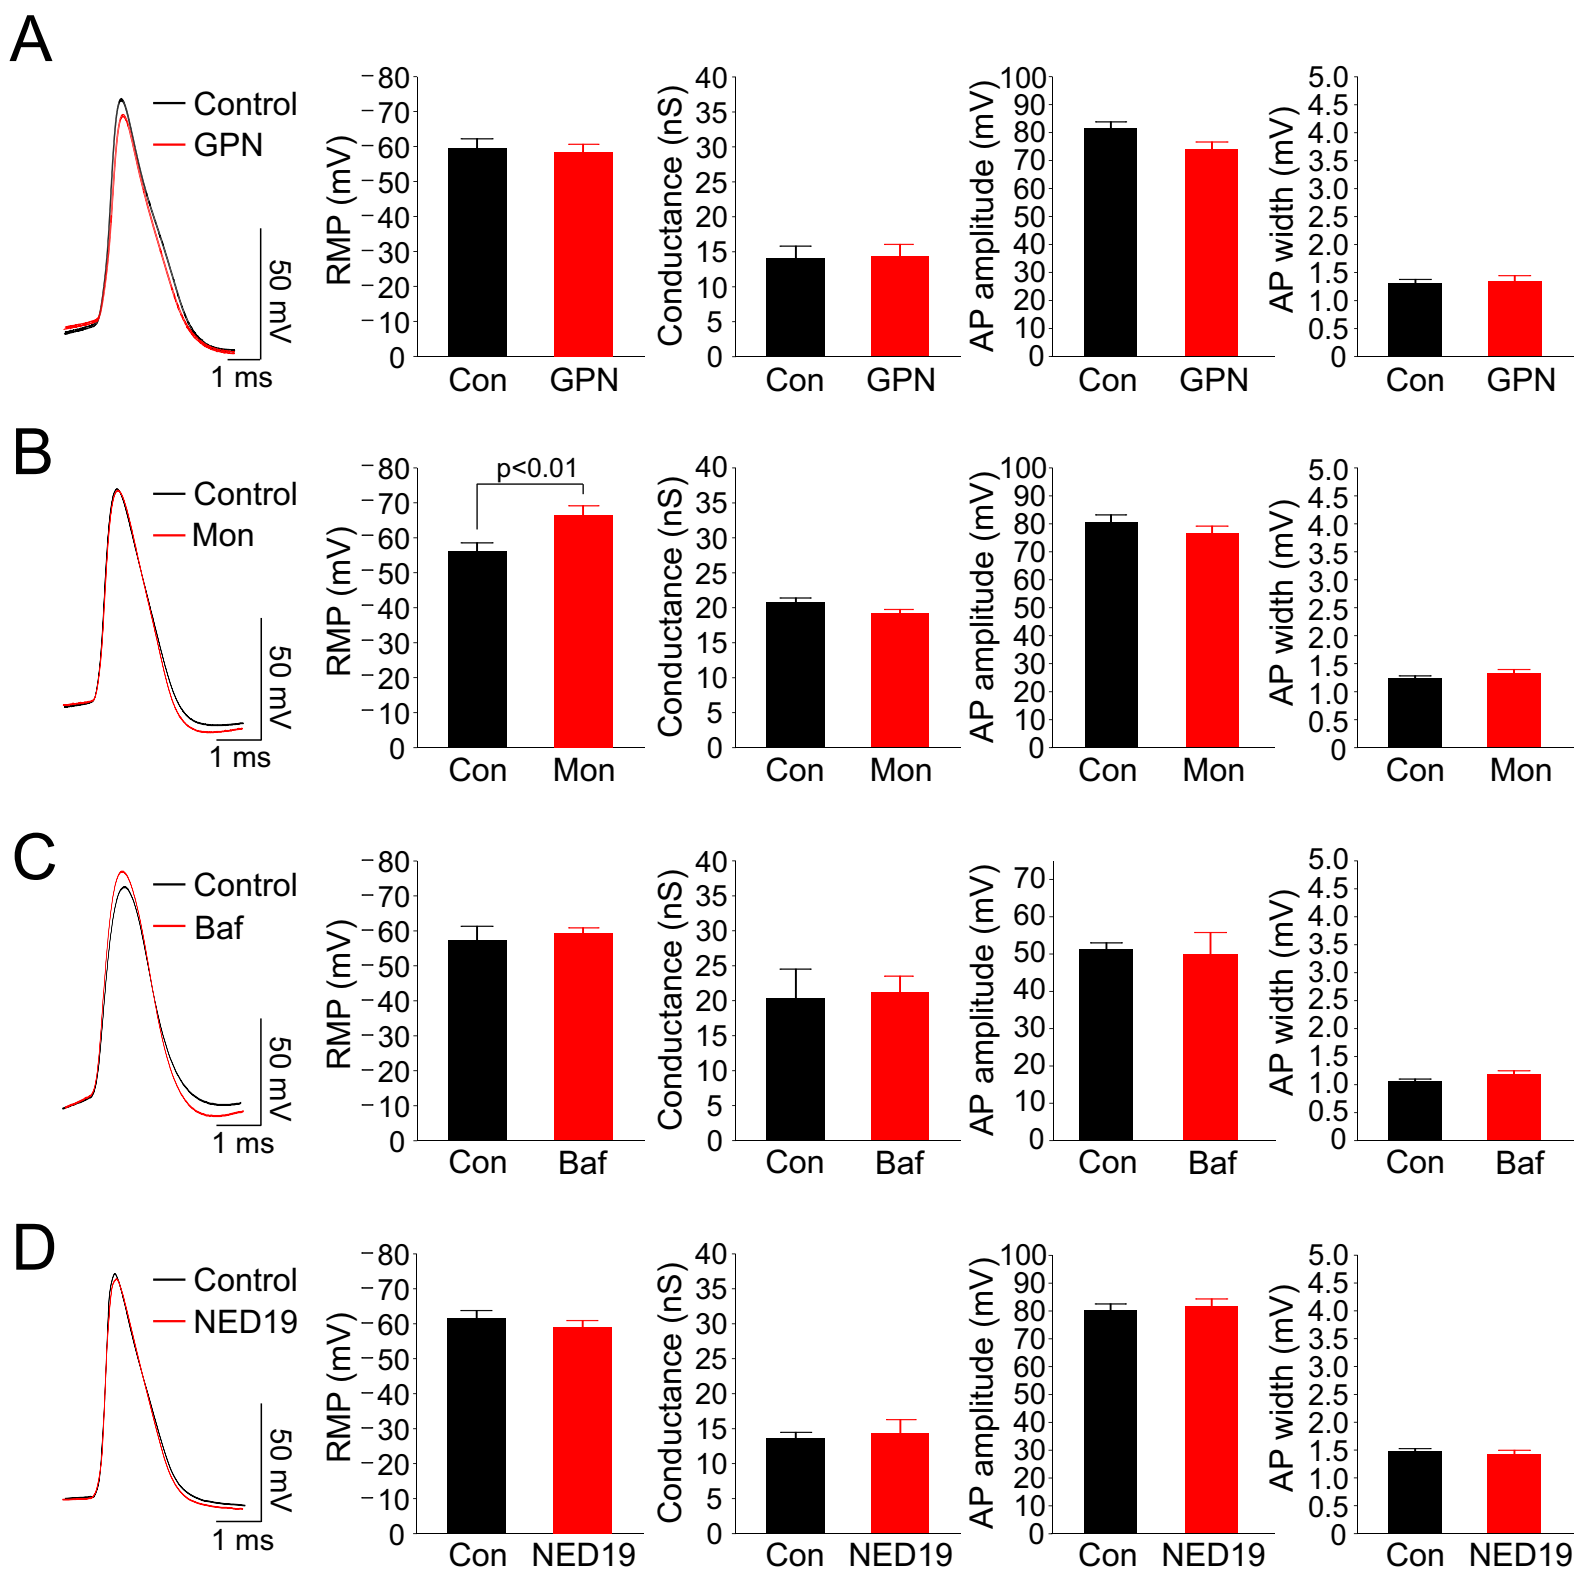 A
Control
GPN
50 mV
1 ms
RMP (mV)
−80
−70
−60
−50
−40
−30
−20
−10
0
Con GPN
Conductance (nS)
40
35
30
25
20
15
10
5
0
Con GPN
AP amplitude (mV)
100
90
80
70
60
50
40
30
20
10
0
Con GPN
AP width (mV)
5.0
4.5
4.0
3.5
3.0
2.5
2.0
1.5
1.0
0.5
0
Con GPN
B
Control
Mon
50 mV
1 ms
RMP (mV)
−80
−70
−60
−50
−40
−30
−20
−10
0
p<0.01
Con Mon
Conductance (nS)
40
35
30
25
20
15
10
5
0
Con Mon
AP amplitude (mV)
100
90
80
70
60
50
40
30
20
10
0
Con Mon
AP width (mV)
5.0
4.5
4.0
3.5
3.0
2.5
2.0
1.5
1.0
0.5
0
Con Mon
C
Control
Baf
50 mV
1 ms
RMP (mV)
−80
−70
−60
−50
−40
−30
−20
−10
0
Con Baf
Conductance (nS)
40
35
30
25
20
15
10
5
0
Con Baf
AP amplitude (mV)
70
60
50
40
30
20
10
0
Con Baf
AP width (mV)
5.0
4.5
4.0
3.5
3.0
2.5
2.0
1.5
1.0
0.5
0
Con Baf
D
Control
NED19
50 mV
1 ms
RMP (mV)
−80
−70
−60
−50
−40
−30
−20
−10
0
Con NED19
Conductance (nS)
40
35
30
25
20
15
10
5
0
Con NED19
AP amplitude (mV)
100
90
80
70
60
50
40
30
20
10
0
Con NED19
AP width (mV)
5.0
4.5
4.0
3.5
3.0
2.5
2.0
1.5
1.0
0.5
0
Con NED19